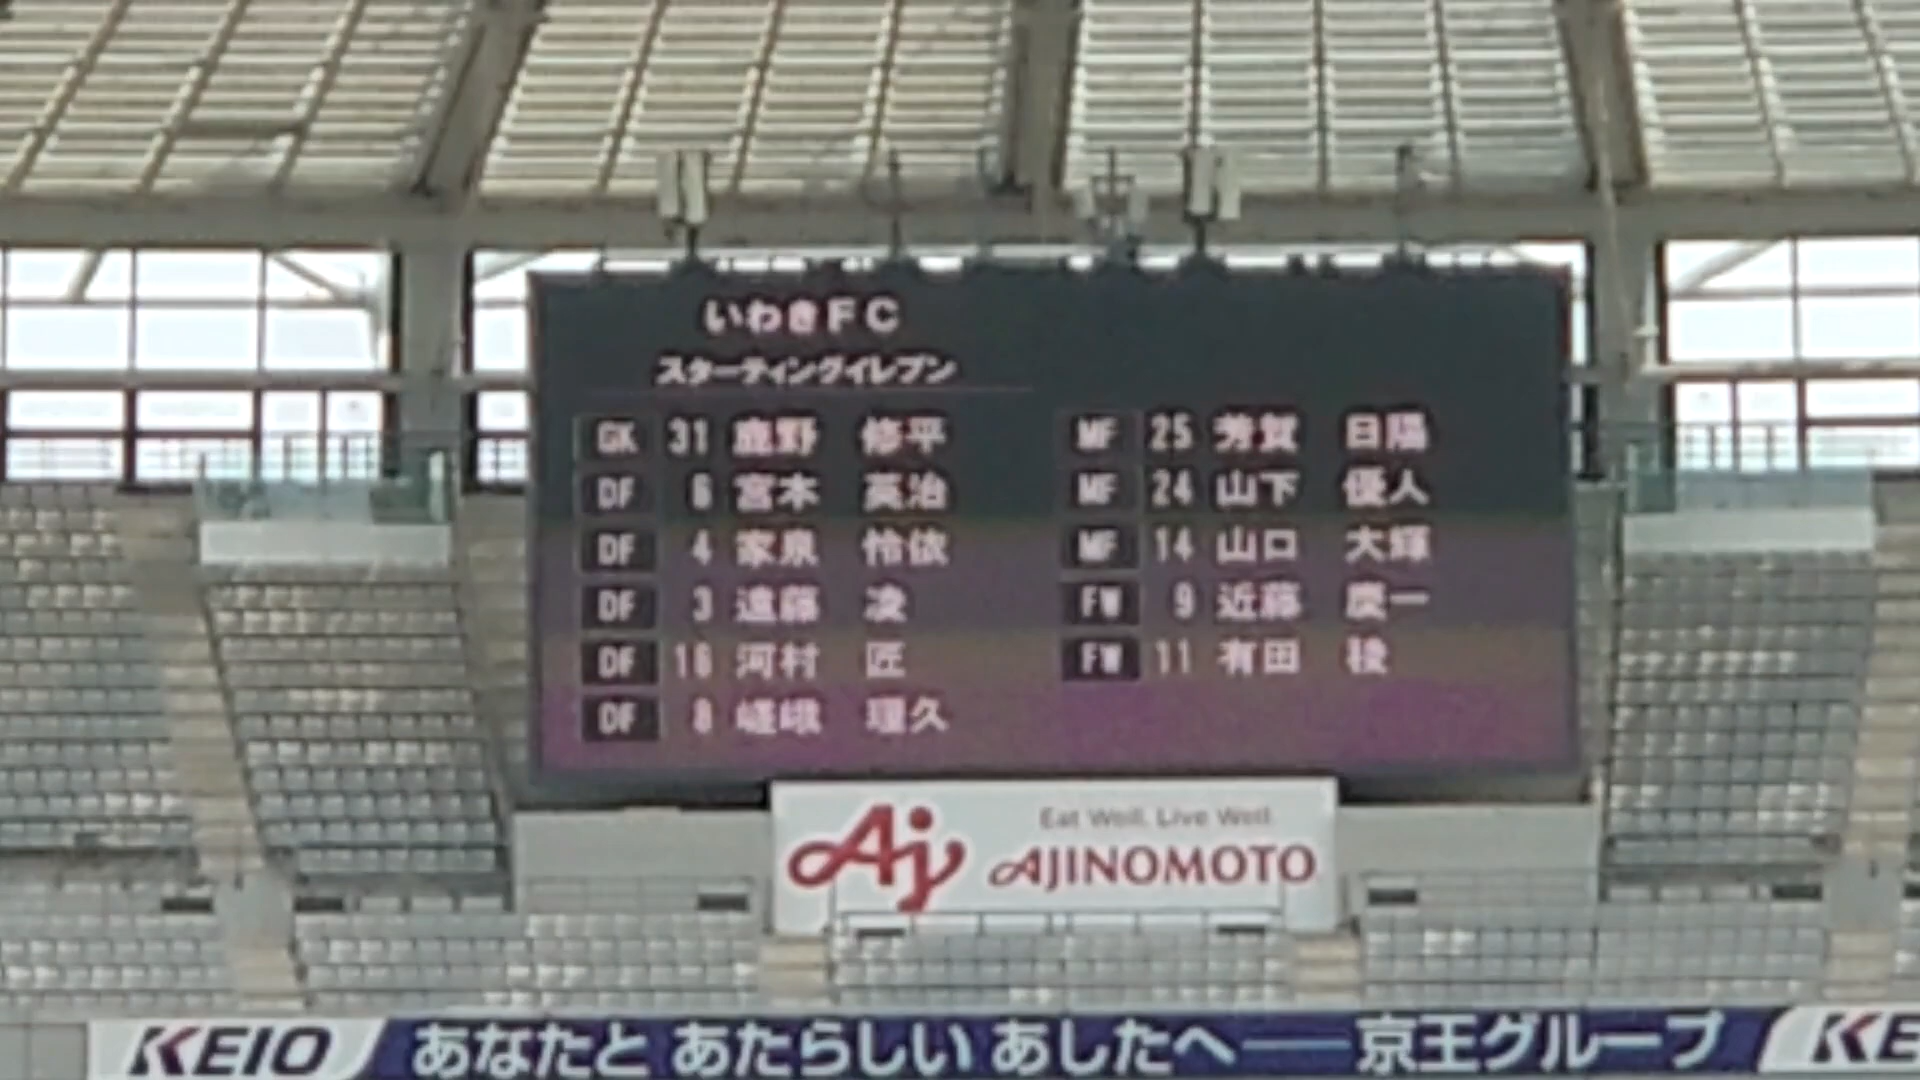 いわきFC
スターティングイレブン
GK 31 鹿野 修平
DF 6 宮本 英治
DF 4 家泉 怜依
DF 3 遠藤 凌
DF 16 河村 匠
DF 8 嵯峨 理久
MF 25 芳賀 日陽
MF 24 山下 優人
MF 14 山口 大輝
FW 9 近藤 慶一
FW 11 有田 稜
Eat Well, Live Well.
AJINOMOTO
KEIO あなたと あたらしい あしたへ──京王グループ KE